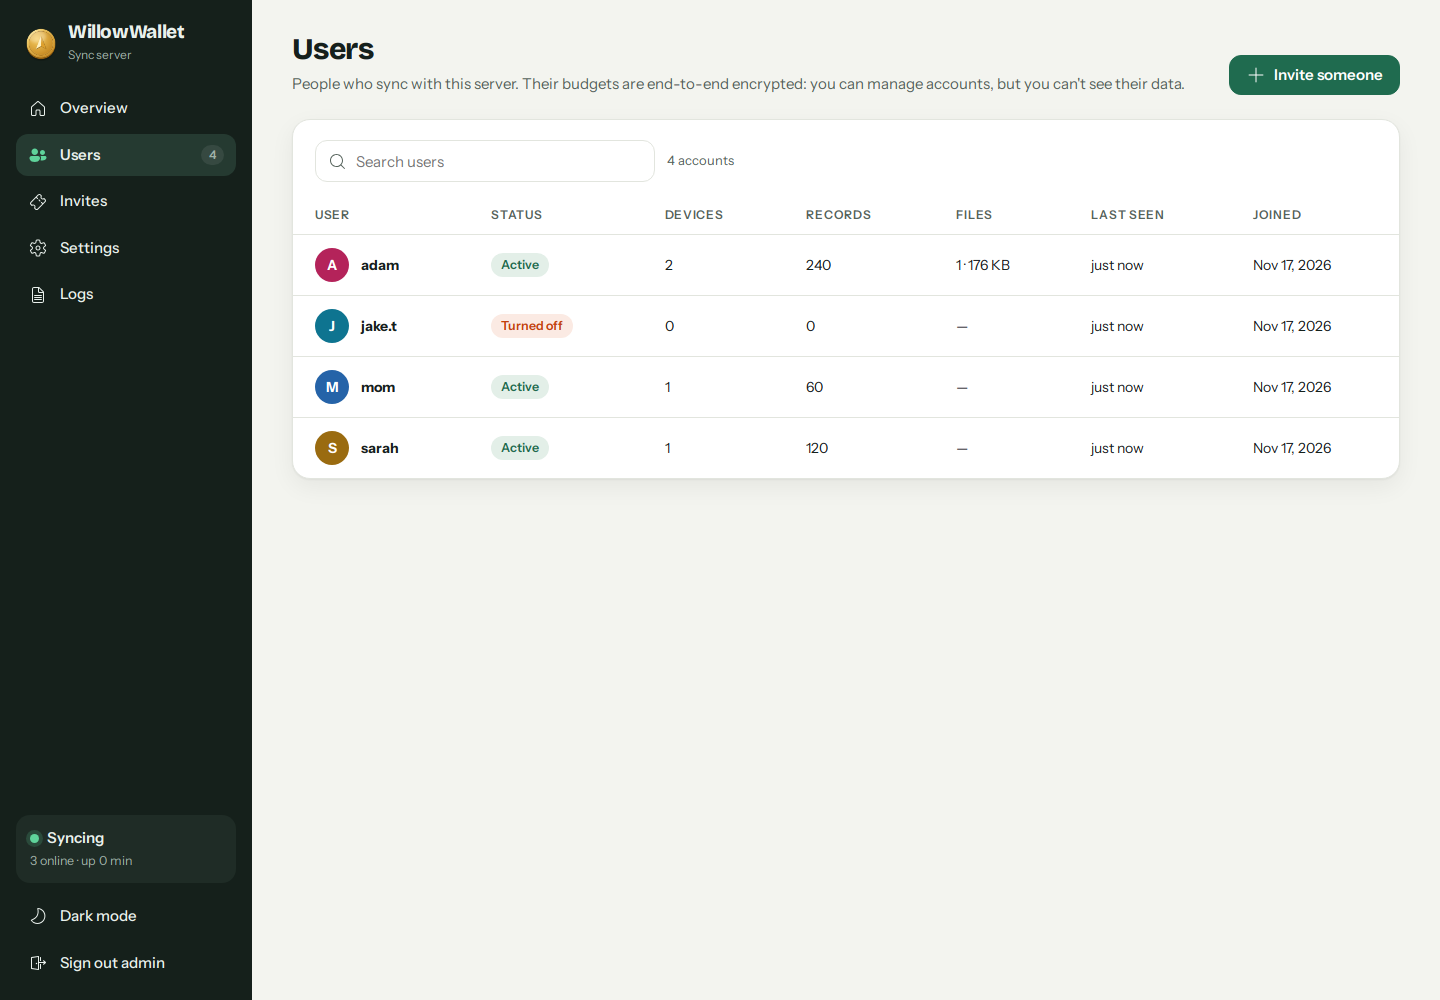 WillowWallet
Sync server
Overview
Users 4
Invites
Settings
Logs
Syncing
3 online · up 0 min
Dark mode
Sign out admin
Users
People who sync with this server. Their budgets are end-to-end encrypted: you can manage accounts, but you can't see their data.
Invite someone
Search users
4 accounts
USER STATUS DEVICES RECORDS FILES LAST SEEN JOINED
A adam Active 2 240 1 · 176 KB just now Nov 17, 2026
J jake.t Turned off 0 0 — just now Nov 17, 2026
M mom Active 1 60 — just now Nov 17, 2026
S sarah Active 1 120 — just now Nov 17, 2026